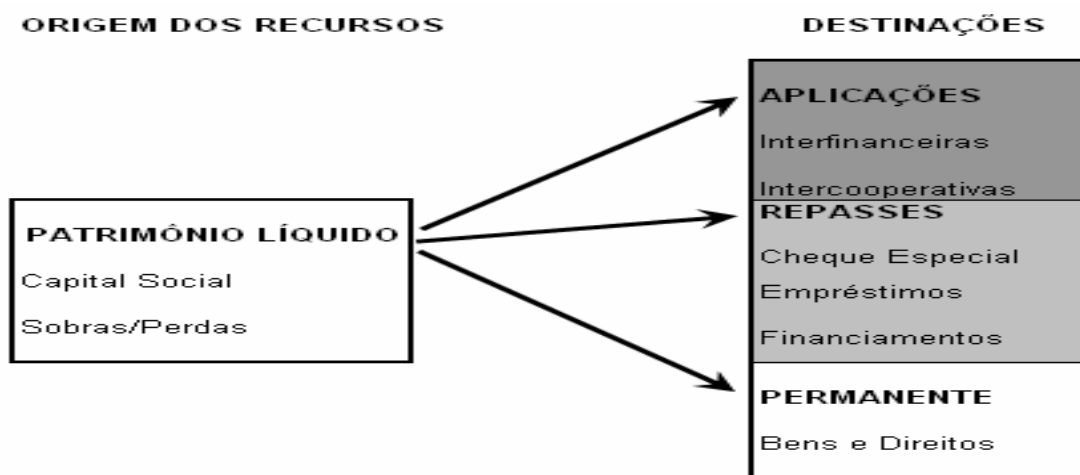 ORIGEM DOS RECURSOS
DESTINAÇÕES
PATRIMÔNIO LÍQUIDO
Capital Social
Sobras/Perdas
APLICAÇÕES
Interfinanceiras
Intercooperativas
REPASSES
Cheque Especial
Empréstimos
Financiamentos
PERMANENTE
Bens e Direitos